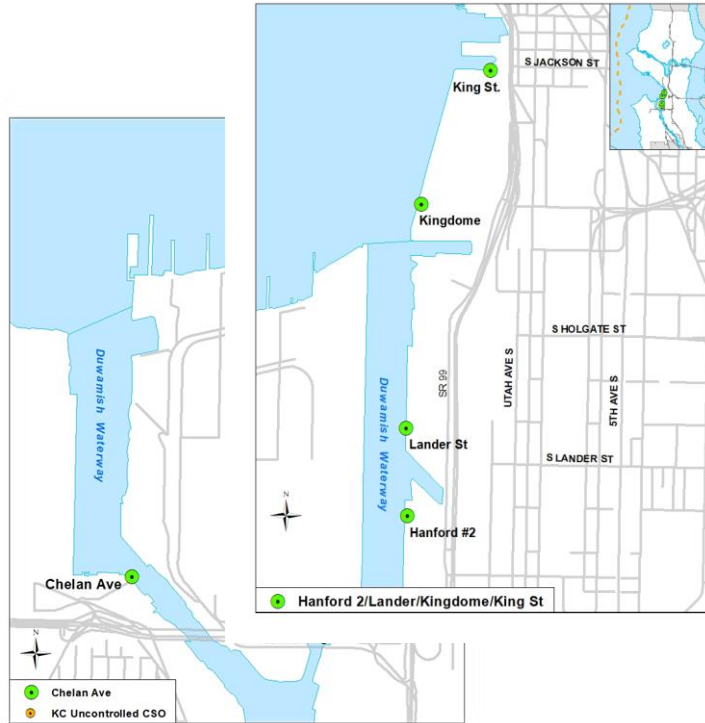 S JACKSON ST
King St.
Kingdome
S HOLGATE ST
SR 99
UTAH AVE S
5TH AVE S
Duwamish Waterway
Lander St
S LANDER ST
Hanford #2
N
Hanford 2/Lander/Kingdome/King St
Duwamish Waterway
Chelan Ave
N
Chelan Ave
KC Uncontrolled CSO